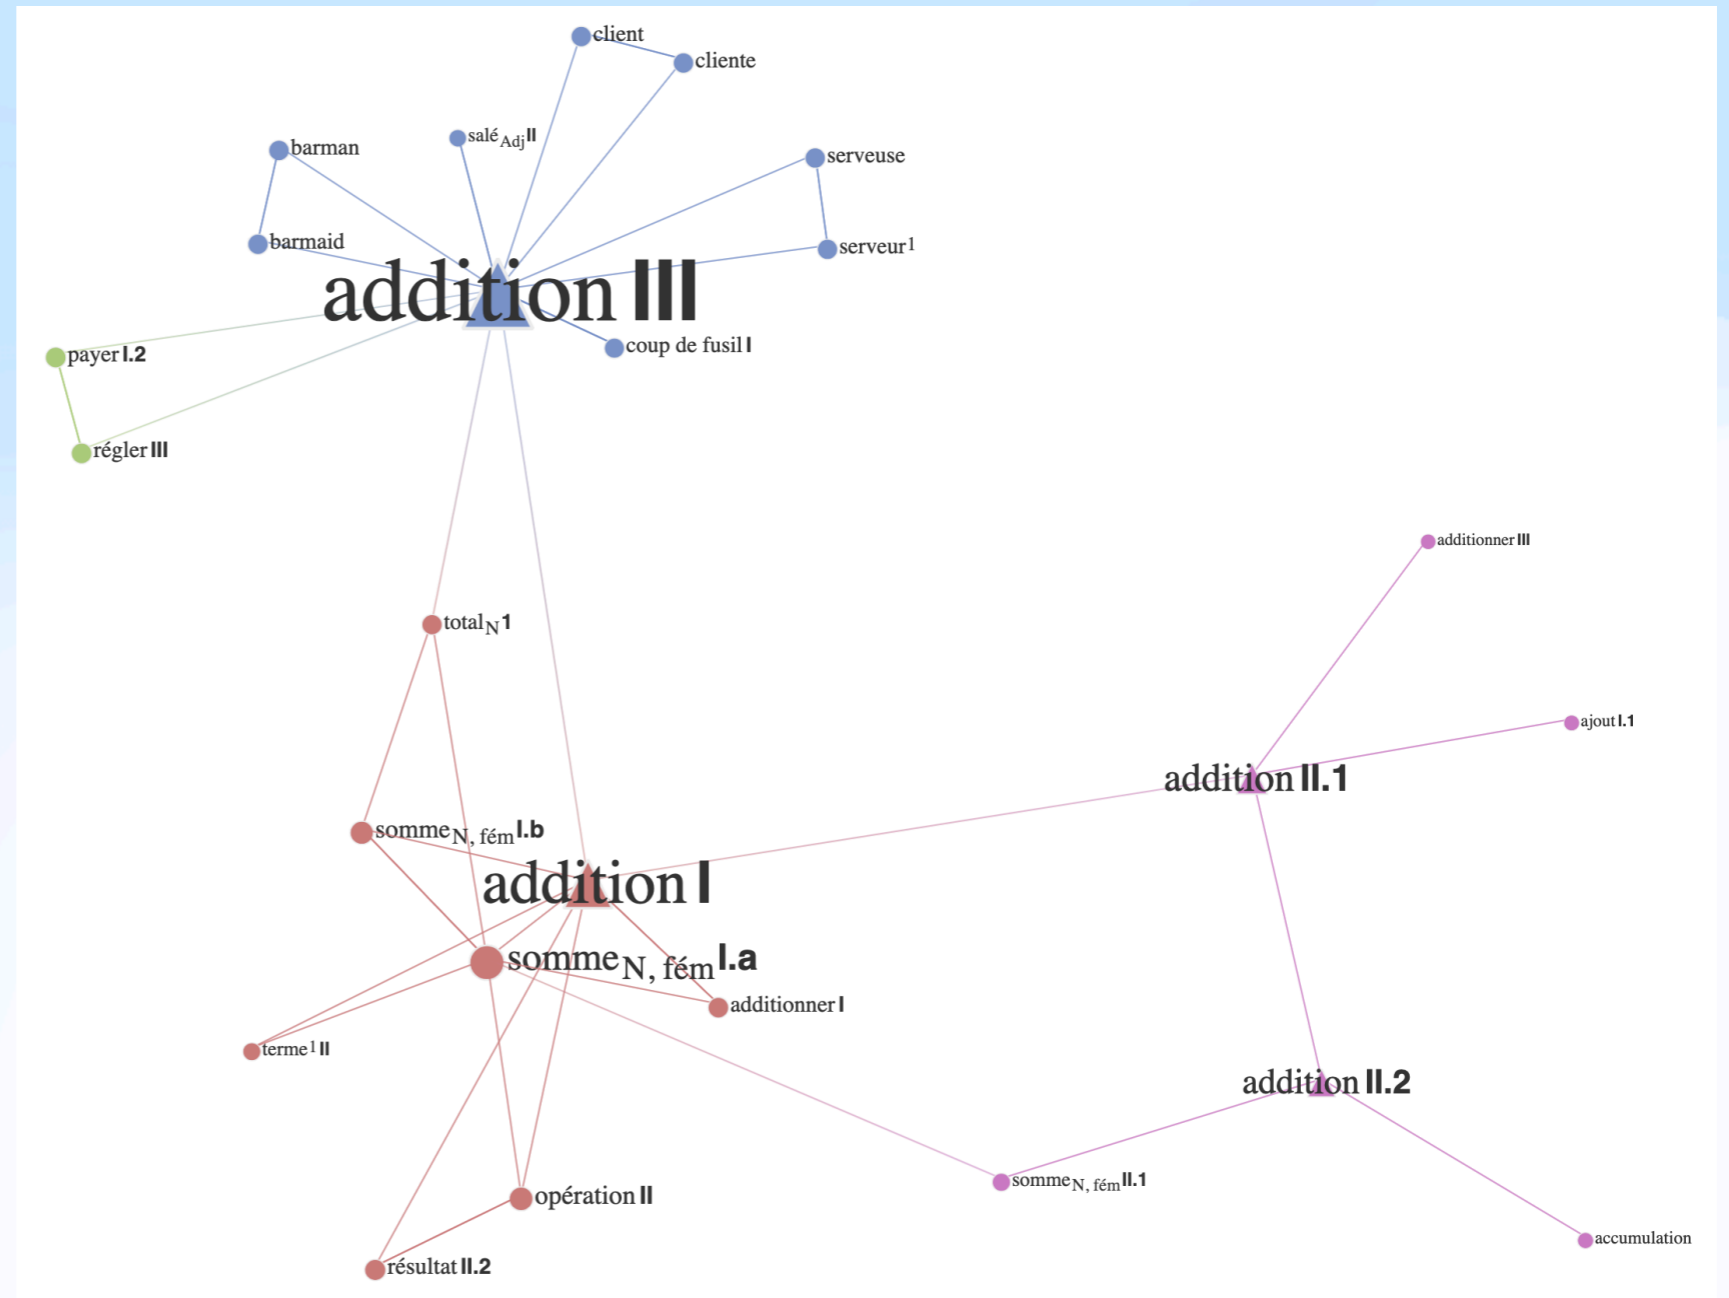 client
cliente
salé Adj II
barman
serveuse
barmaid
serveur 1
addition III
coup de fusil I
payer I.2
régler III
additionner III
total N 1
ajout I.1
addition II.1
somme N, fém I.b
addition I
somme N, fém I.a
additionner I
terme 1 II
addition II.2
somme N, fém II.1
opération II
accumulation
résultat II.2